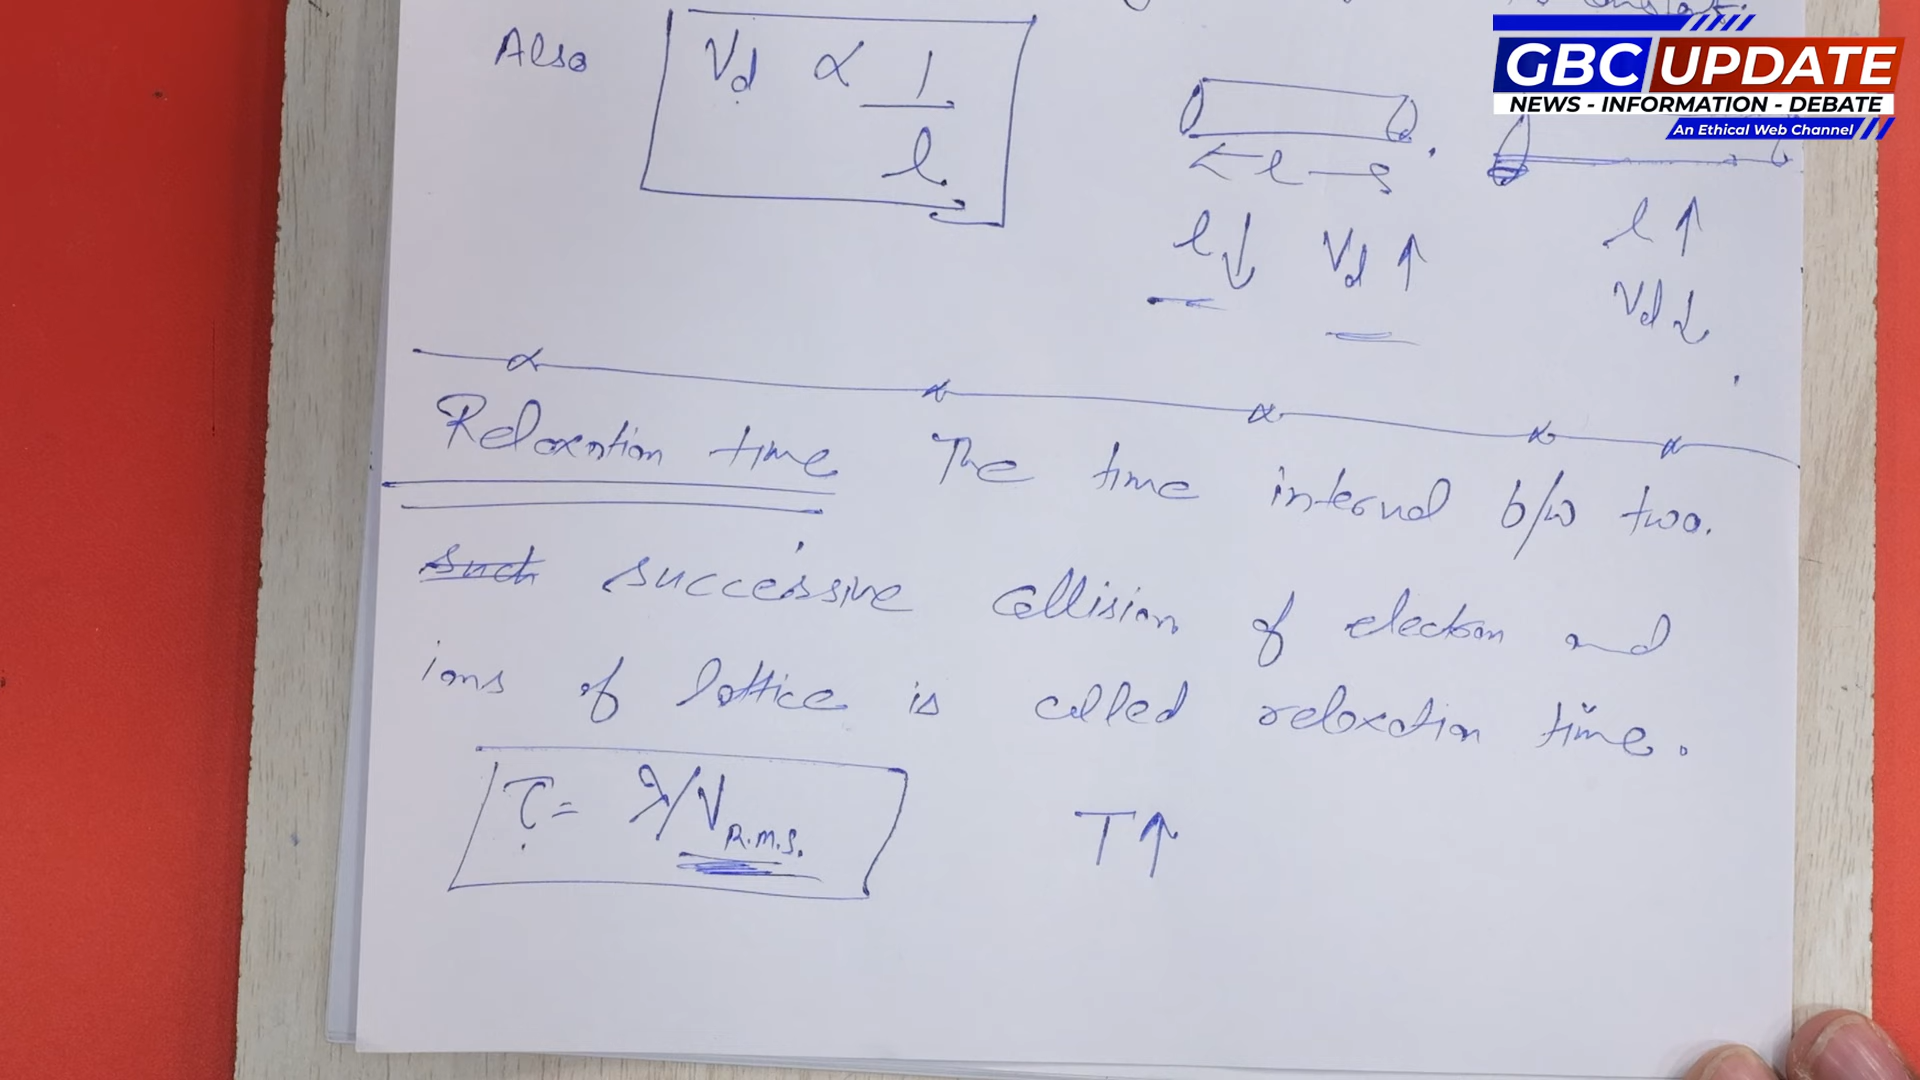 Also
Vd ∝ 1/l
GBC UPDATE
NEWS - INFORMATION - DEBATE
An Ethical Web Channel
←l→
l↓ Vd↑
l↑
Vd↓
Relaxation time The time interval b/w two.
such successive collision of electron and
ions of lattice is called relaxation time.
τ = λ/V R.m.s.
T↑